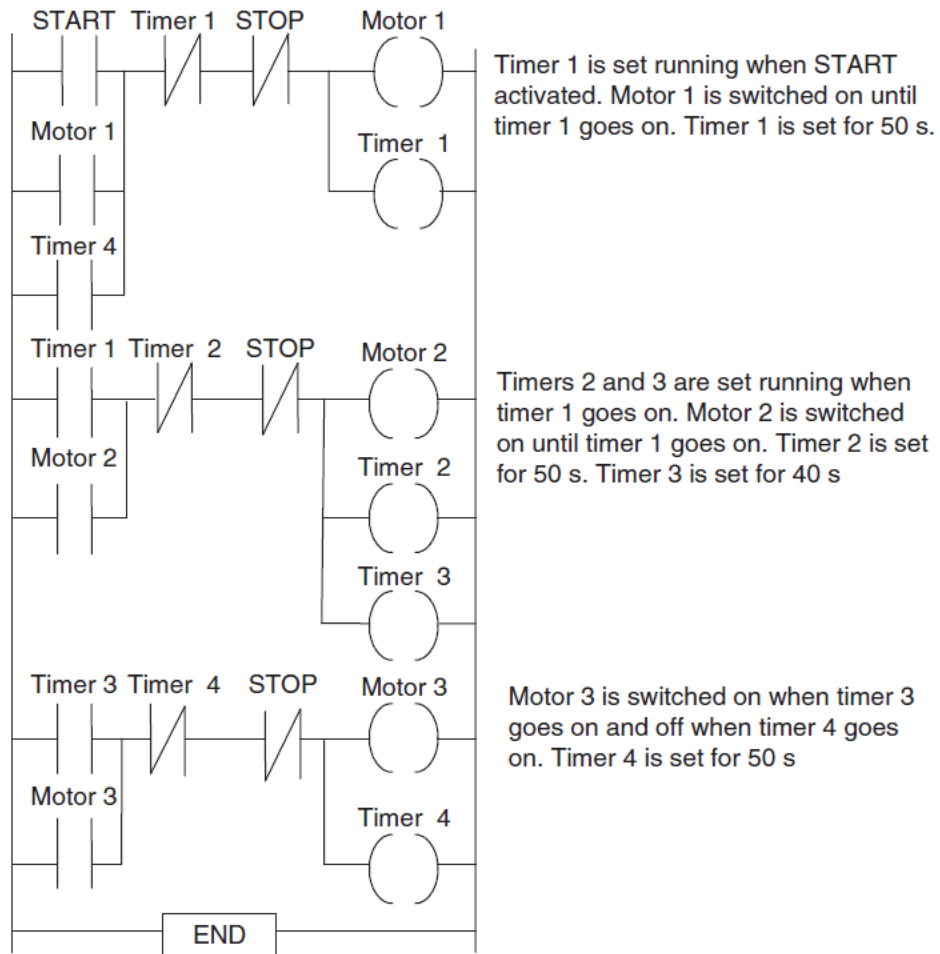 START Timer 1 STOP Motor 1
Timer 1 is set running when START
activated. Motor 1 is switched on until
timer 1 goes on. Timer 1 is set for 50 s.
Motor 1
Timer 1
Timer 4
Timer 1 Timer 2 STOP Motor 2
Timers 2 and 3 are set running when
timer 1 goes on. Motor 2 is switched
on until timer 1 goes on. Timer 2 is set
for 50 s. Timer 3 is set for 40 s
Motor 2
Timer 2
Timer 3
Timer 3 Timer 4 STOP Motor 3
Motor 3 is switched on when timer 3
goes on and off when timer 4 goes
on. Timer 4 is set for 50 s
Motor 3
Timer 4
END